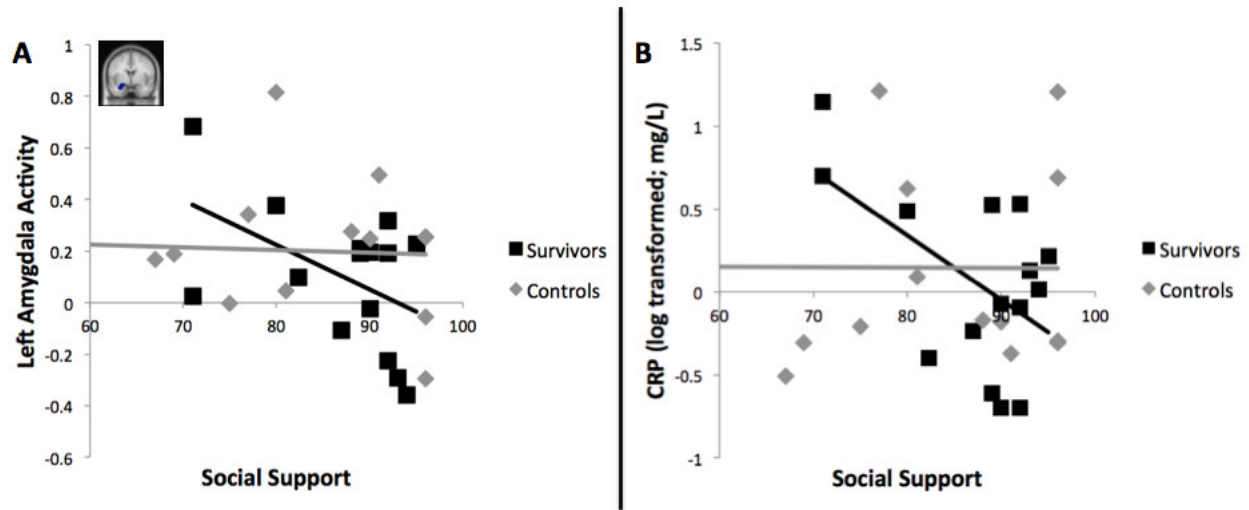 A
Left Amygdala Activity
1
0.8
0.6
0.4
0.2
0
-0.2
-0.4
-0.6
60 70 80 90 100
Social Support
Survivors
Controls
B
CRP (log transformed; mg/L)
1.5
1
0.5
0
-0.5
-1
60 70 80 90 100
Social Support
Survivors
Controls